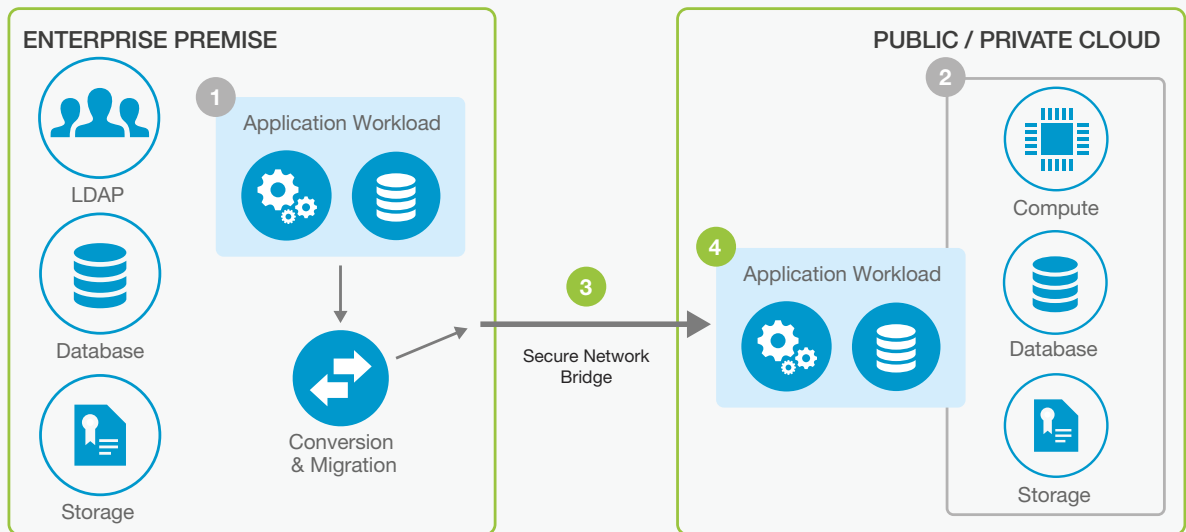 ENTERPRISE PREMISE
LDAP
Database
Storage
1
Application Workload
Conversion
& Migration
3
Secure Network
Bridge
PUBLIC / PRIVATE CLOUD
4
Application Workload
2
Compute
Database
Storage